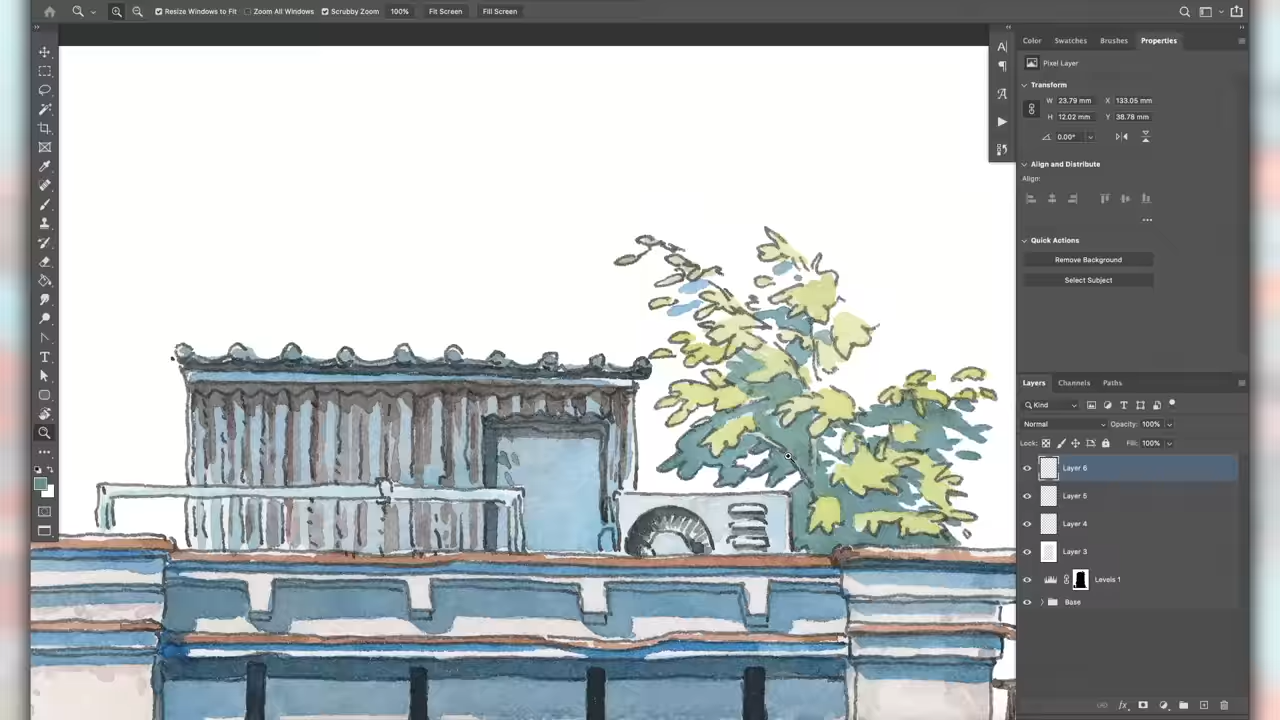 Resize Windows to Fit Zoom All Windows Scrubby Zoom 100% Fit Screen Fill Screen
Color Swatches Brushes Properties
Pixel Layer
Transform
W 23.79 mm X 133.05 mm
H 12.02 mm Y 38.78 mm
0.00°
Align and Distribute
Align:
Quick Actions
Remove Background
Select Subject
Layers Channels Paths
Kind
Normal Opacity: 100%
Lock: Fill: 100%
Layer 6
Layer 5
Layer 4
Layer 3
Levels 1
Base